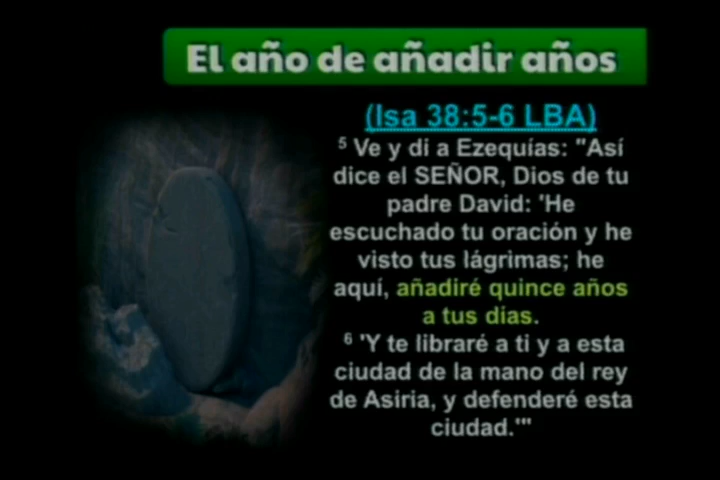 El año de añadir años
(Isa 38:5-6 LBA)
⁵ Ve y di a Ezequías: "Así
dice el SEÑOR, Dios de tu
padre David: 'He
escuchado tu oración y he
visto tus lágrimas; he
aquí, añadiré quince años
a tus días.
⁶ 'Y te libraré a ti y a esta
ciudad de la mano del rey
de Asiria, y defenderé esta
ciudad.'"